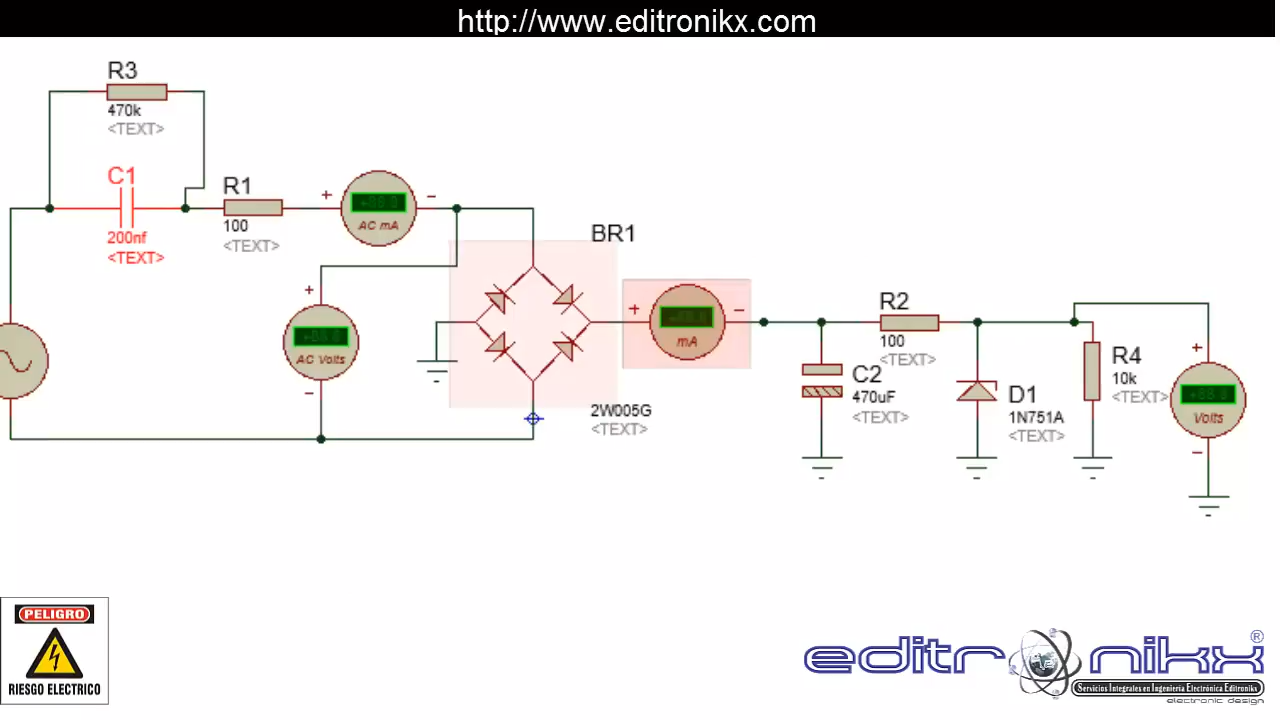 http://www.editronikx.com
R3
470k
<TEXT>
C1
200nf
<TEXT>
R1
100
<TEXT>
+
−
AC mA
BR1
+
−
AC Volts
+
−
mA
2W005G
<TEXT>
R2
100
<TEXT>
C2
470uF
<TEXT>
D1
1N751A
<TEXT>
R4
10k
<TEXT>
+
−
Volts
PELIGRO
RIESGO ELECTRICO
editronikx®
Servicios Integrales en Ingeniería Electrónica Editronikx
electronic design